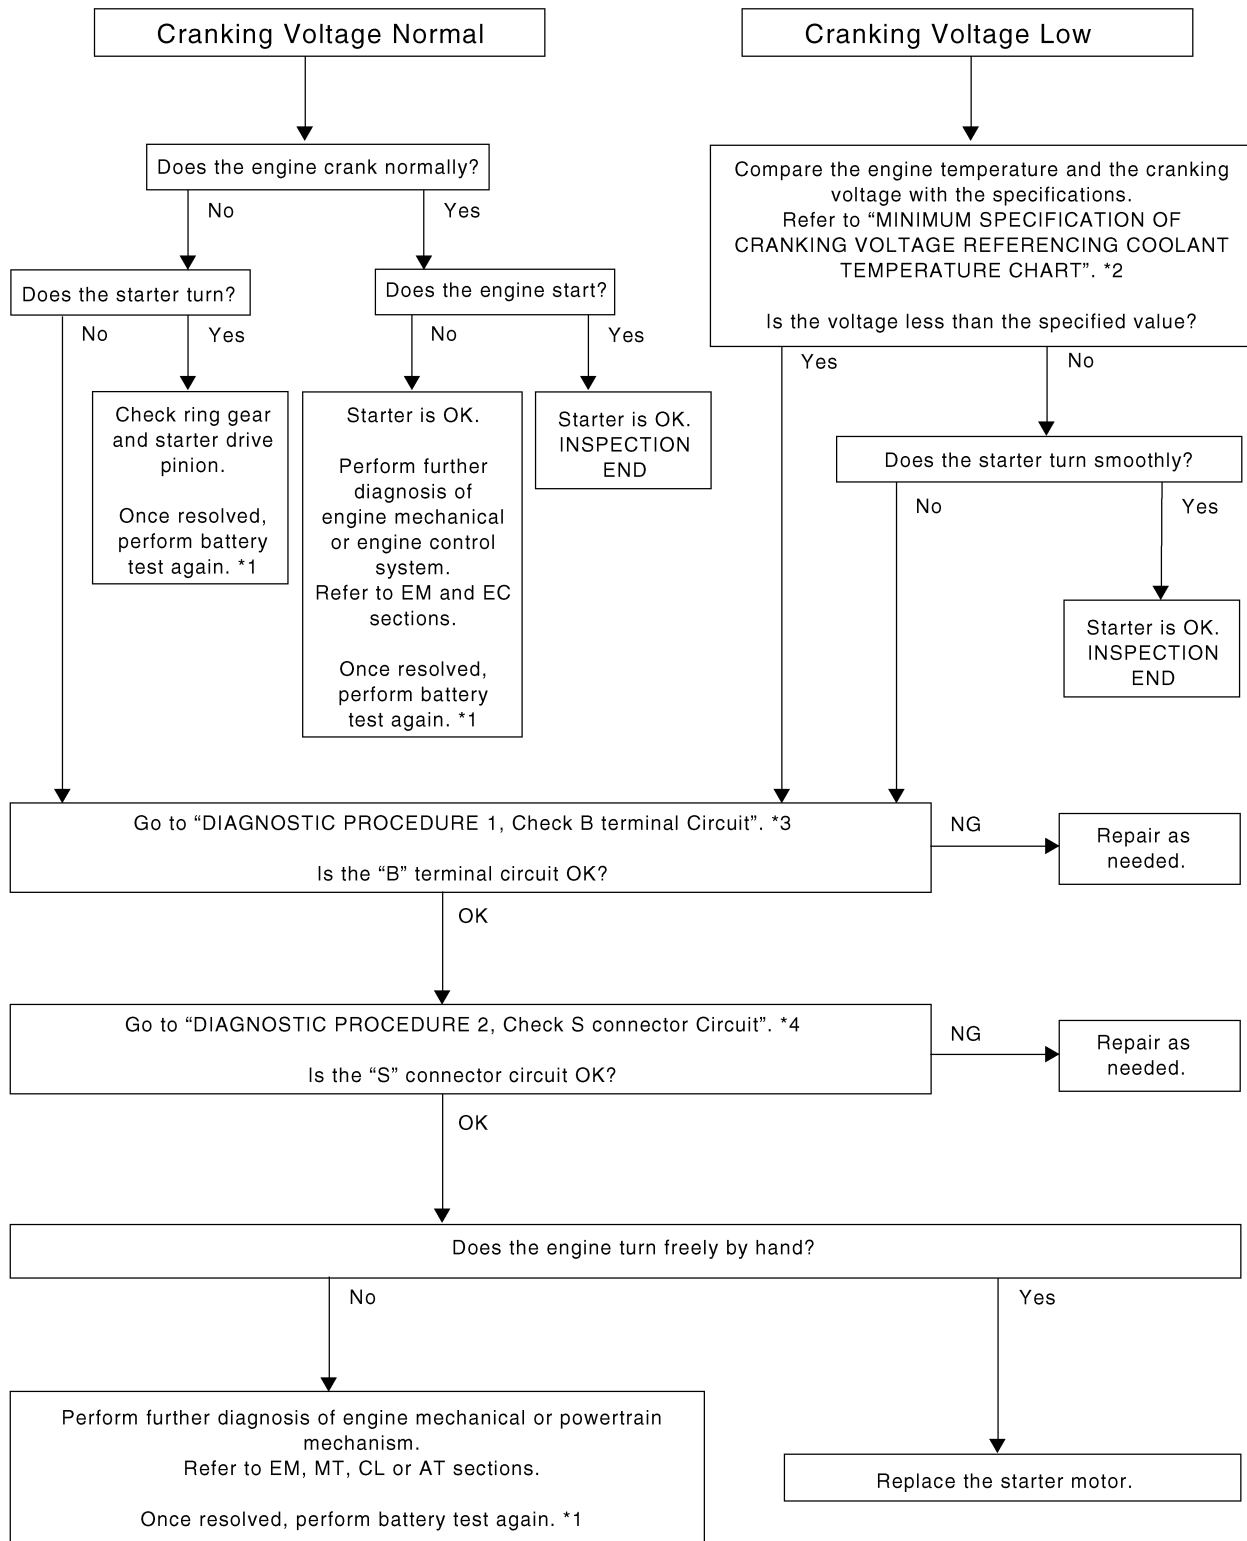 Cranking Voltage Normal
Cranking Voltage Low
Does the engine crank normally?
No
Yes
Does the starter turn?
No
Yes
Check ring gear
and starter drive
pinion.
Once resolved,
perform battery
test again. *1
Does the engine start?
No
Yes
Starter is OK.
Perform further
diagnosis of
engine mechanical
or engine control
system.
Refer to EM and EC
sections.
Once resolved,
perform battery
test again. *1
Starter is OK.
INSPECTION
END
Compare the engine temperature and the cranking
voltage with the specifications.
Refer to “MINIMUM SPECIFICATION OF
CRANKING VOLTAGE REFERENCING COOLANT
TEMPERATURE CHART”. *2
Is the voltage less than the specified value?
Yes
No
Does the starter turn smoothly?
No
Yes
Starter is OK.
INSPECTION
END
Go to “DIAGNOSTIC PROCEDURE 1, Check B terminal Circuit”. *3
Is the “B” terminal circuit OK?
NG
Repair as
needed.
OK
Go to “DIAGNOSTIC PROCEDURE 2, Check S connector Circuit”. *4
Is the “S” connector circuit OK?
NG
Repair as
needed.
OK
Does the engine turn freely by hand?
No
Yes
Perform further diagnosis of engine mechanical or powertrain
mechanism.
Refer to EM, MT, CL or AT sections.
Once resolved, perform battery test again. *1
Replace the starter motor.